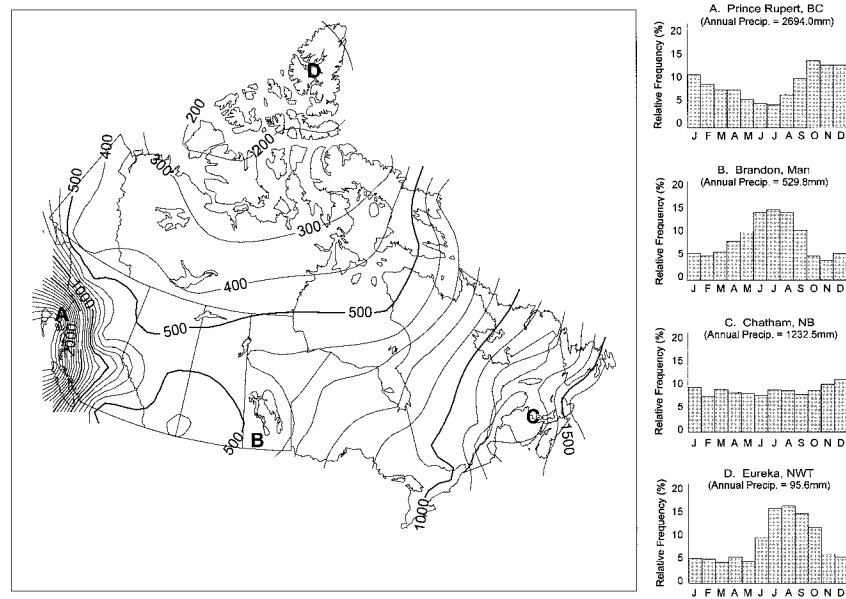 D
200
200
400
300
500
300
400
1000
A
2000
500
500
500
B
C
1500
1000
A. Prince Rupert, BC
(Annual Precip. = 2694.0mm)
Relative Frequency (%)
20
15
10
5
0
J F M A M J J A S O N D
B. Brandon, Man
(Annual Precip. = 529.8mm)
Relative Frequency (%)
20
15
10
5
0
J F M A M J J A S O N D
C. Chatham, NB
(Annual Precip. = 1232.5mm)
Relative Frequency (%)
20
15
10
5
0
J F M A M J J A S O N D
D. Eureka, NWT
(Annual Precip. = 95.6mm)
Relative Frequency (%)
20
15
10
5
0
J F M A M J J A S O N D